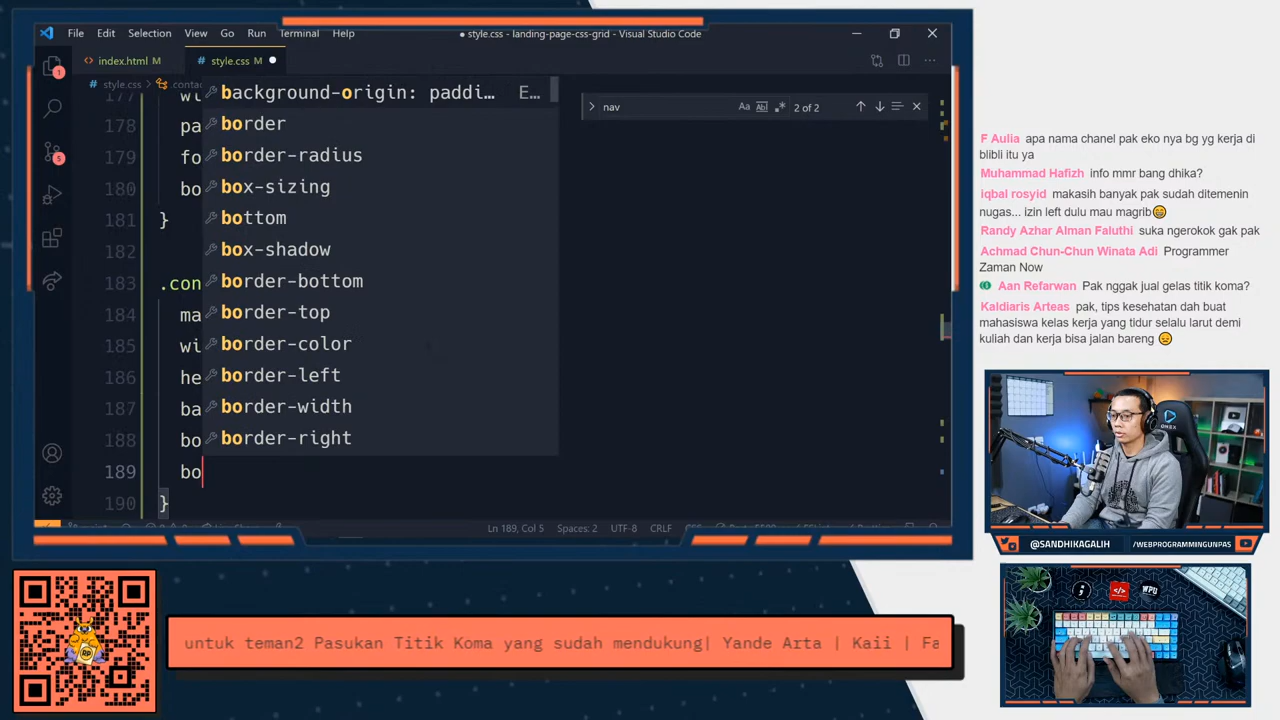 File Edit Selection View Go Run Terminal Help
● style.css - landing-page-css-grid - Visual Studio Code
index.html M
style.css M ●
style.css > .contac
nav
Aa Abl .* 2 of 2
177 wi
178 pa
179 fo
180 bo
181 }
182
183 .con
184 ma
185 wi
186 he
187 ba
188 bo
189 bo
190 }
background-origin: paddi... E...
border
border-radius
box-sizing
bottom
box-shadow
border-bottom
border-top
border-color
border-left
border-width
border-right
1
5
Ln 189, Col 5 Spaces: 2 UTF-8 CRLF
F Aulia apa nama chanel pak eko nya bg yg kerja di
blibli itu ya
Muhammad Hafizh info mmr bang dhika?
iqbal rosyid makasih banyak pak sudah ditemenin
nugas... izin left dulu mau magrib😁
Randy Azhar Alman Faluthi suka ngerokok gak pak
Achmad Chun-Chun Winata Adi Programmer
Zaman Now
Aan Refarwan Pak nggak jual gelas titik koma?
Kaldiaris Arteas pak, tips kesehatan dah buat
mahasiswa kelas kerja yang tidur selalu larut demi
kuliah dan kerja bisa jalan bareng 😞
@SANDHIKAGALIH /WEBPROGRAMMINGUNPAS
; </> WPU
untuk teman2 Pasukan Titik Koma yang sudah mendukung| Yande Arta | Kaii | Fa